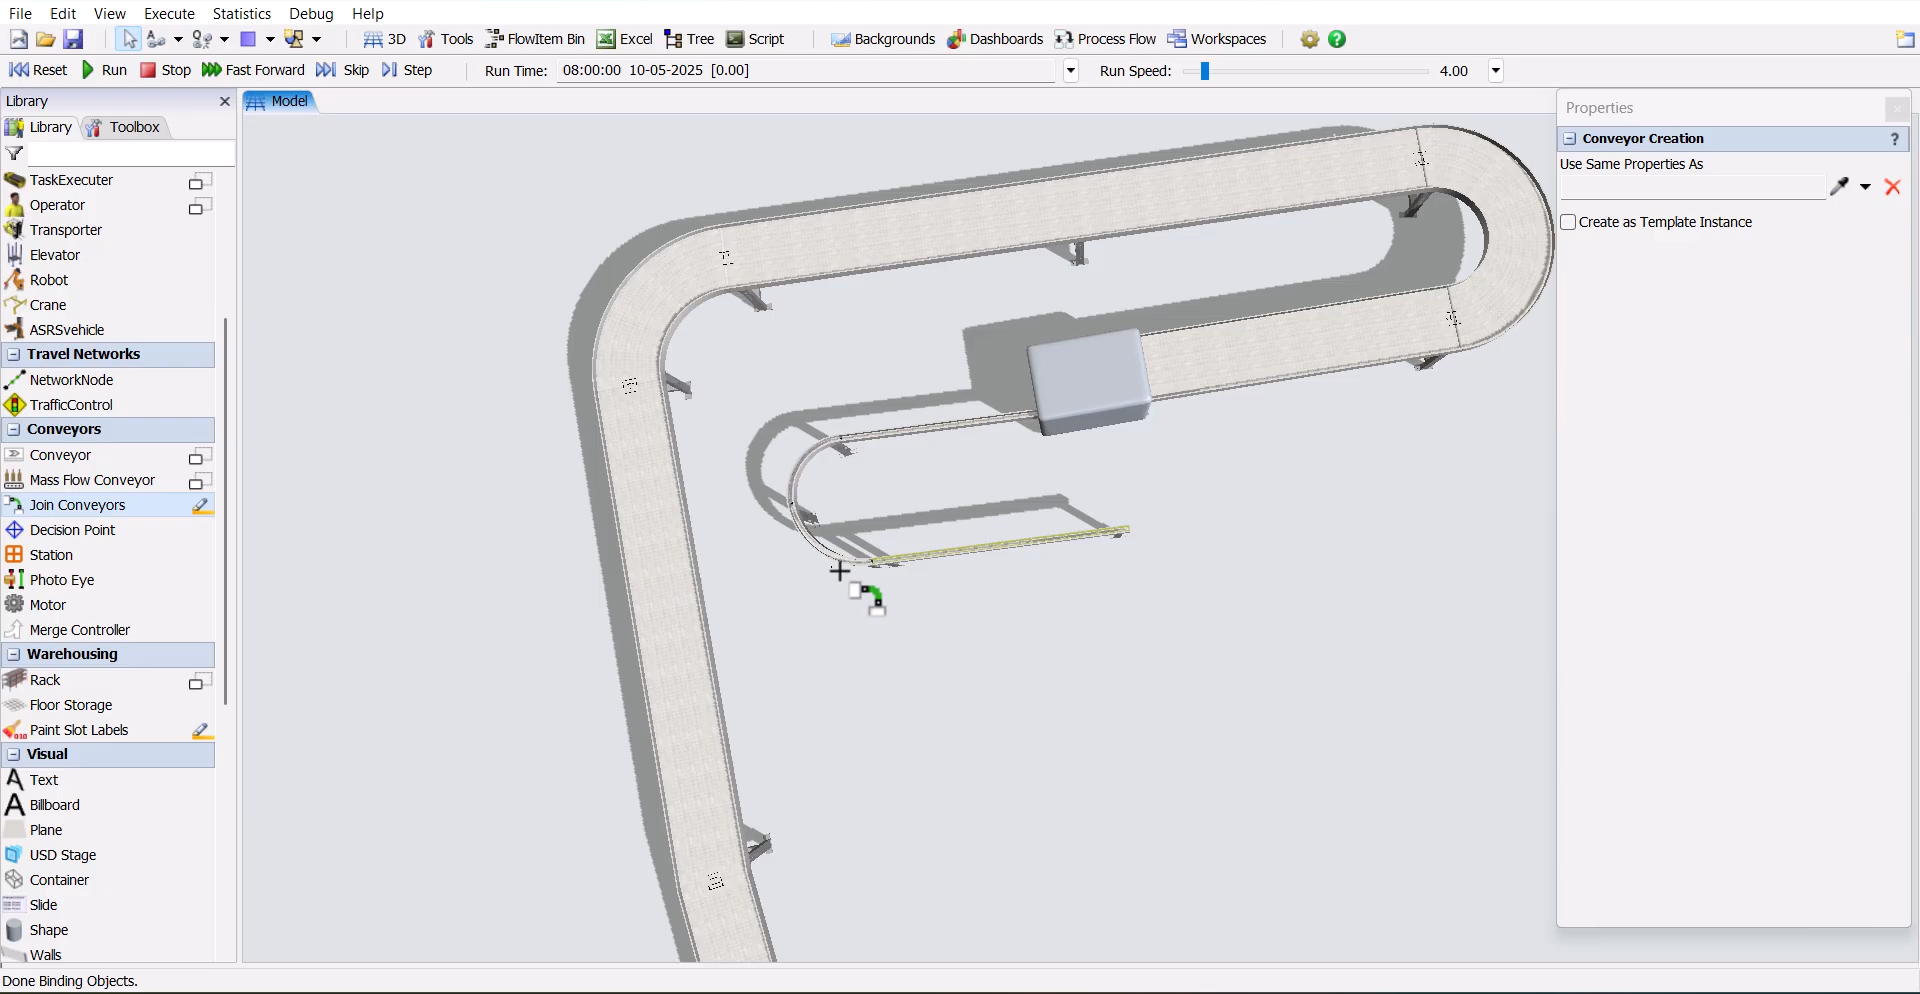 File Edit View Execute Statistics Debug Help
3D Tools FlowItem Bin Excel Tree Script Backgrounds Dashboards Process Flow Workspaces
Reset Run Stop Fast Forward Skip Step Run Time: 08:00:00 10-05-2025 [0.00] Run Speed: 4.00
Library
Model
Library Toolbox
TaskExecuter
Operator
Transporter
Elevator
Robot
Crane
ASRSvehicle
Travel Networks
NetworkNode
TrafficControl
Conveyors
Conveyor
Mass Flow Conveyor
Join Conveyors
Decision Point
Station
Photo Eye
Motor
Merge Controller
Warehousing
Rack
Floor Storage
Paint Slot Labels
Visual
Text
Billboard
Plane
USD Stage
Container
Slide
Shape
Walls
Properties
Conveyor Creation
Use Same Properties As
Create as Template Instance
Done Binding Objects.